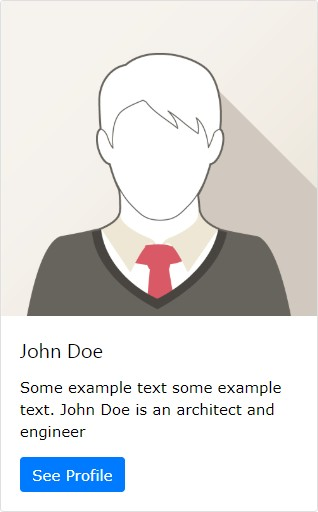 John Doe
Some example text some example
text. John Doe is an architect and
engineer
See Profile